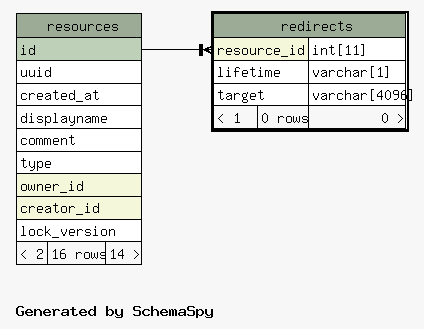 resources
id
uuid
created_at
displayname
comment
type
owner_id
creator_id
lock_version
< 2 16 rows 14 >
redirects
resource_id int[11]
lifetime varchar[1]
target varchar[4096]
< 1 0 rows 0 >
Generated by SchemaSpy